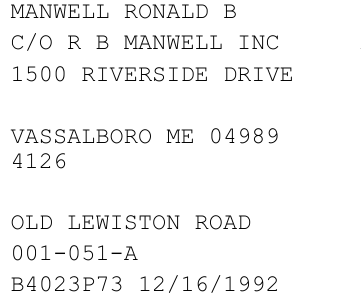 MANWELL RONALD B
C/O R B MANWELL INC
1500 RIVERSIDE DRIVE
VASSALBORO ME 04989
4126
OLD LEWISTON ROAD
001-051-A
B4023P73 12/16/1992